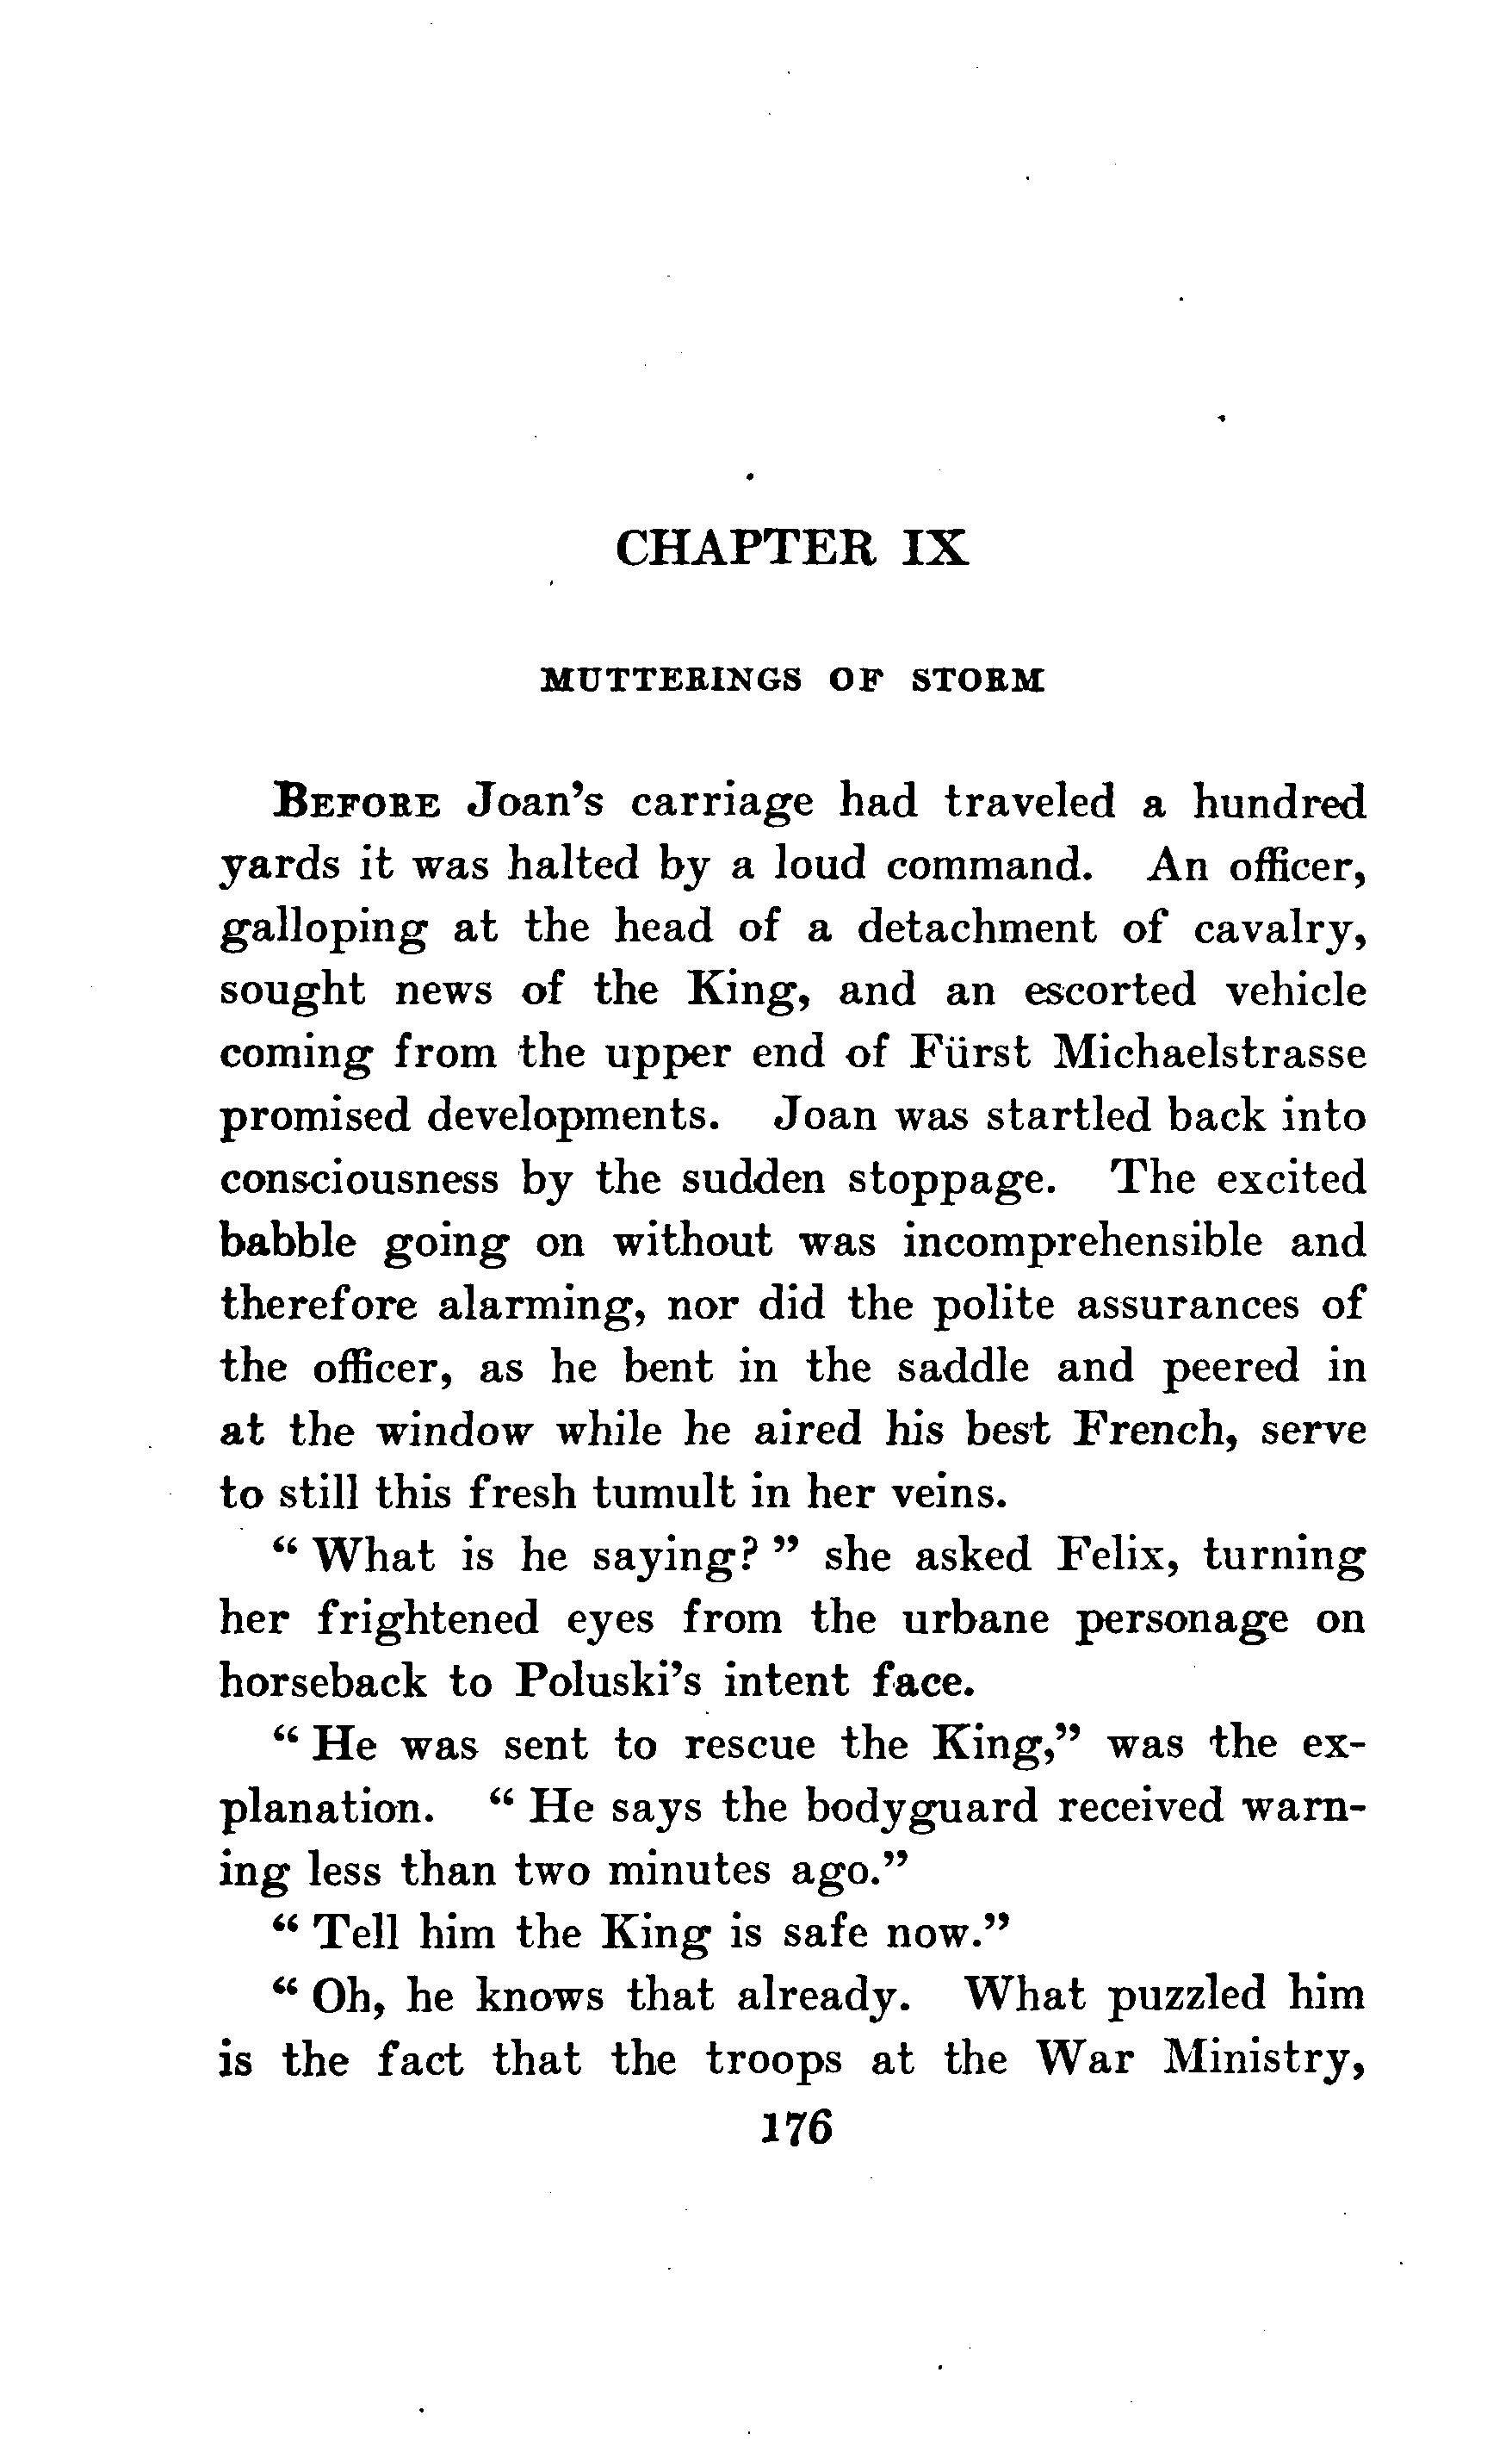 CHAPTER IX
MUTTERINGS OF STORM
BEFORE Joan's carriage had traveled a hundred
yards it was halted by a loud command. An officer,
galloping at the head of a detachment of cavalry,
sought news of the King, and an escorted vehicle
coming from the upper end of Fürst Michaelstrasse
promised developments. Joan was startled back into
consciousness by the sudden stoppage. The excited
babble going on without was incomprehensible and
therefore alarming, nor did the polite assurances of
the officer, as he bent in the saddle and peered in
at the window while he aired his best French, serve
to still this fresh tumult in her veins.
" What is he saying? " she asked Felix, turning
her frightened eyes from the urbane personage on
horseback to Poluski's intent face.
" He was sent to rescue the King," was the ex-
planation. " He says the bodyguard received warn-
ing less than two minutes ago."
" Tell him the King is safe now."
" Oh, he knows that already. What puzzled him
is the fact that the troops at the War Ministry,
176